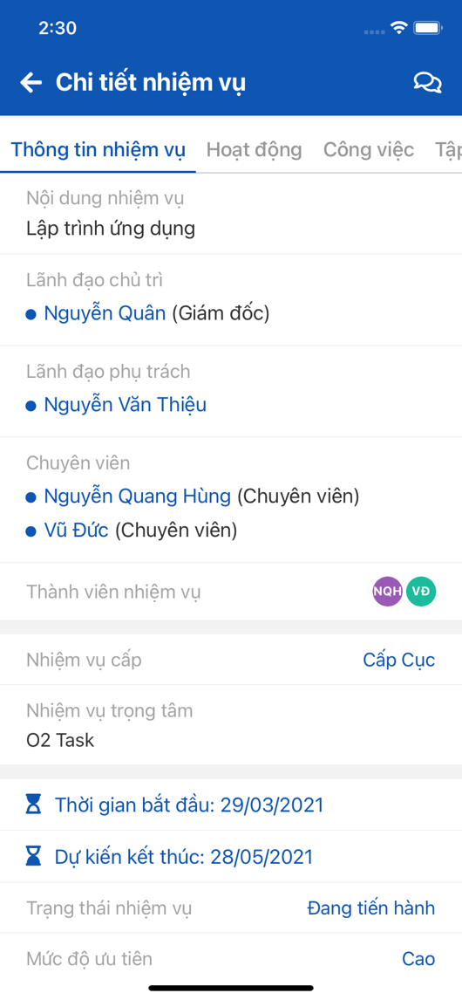 2:30
Chi tiết nhiệm vụ
Thông tin nhiệm vụ Hoạt động Công việc Tập
Nội dung nhiệm vụ
Lập trình ứng dụng
Lãnh đạo chủ trì
Nguyễn Quân (Giám đốc)
Lãnh đạo phụ trách
Nguyễn Văn Thiệu
Chuyên viên
Nguyễn Quang Hùng (Chuyên viên)
Vũ Đức (Chuyên viên)
Thành viên nhiệm vụ NQH VĐ
Nhiệm vụ cấp Cấp Cục
Nhiệm vụ trọng tâm
O2 Task
Thời gian bắt đầu: 29/03/2021
Dự kiến kết thúc: 28/05/2021
Trạng thái nhiệm vụ Đang tiến hành
Mức độ ưu tiên Cao